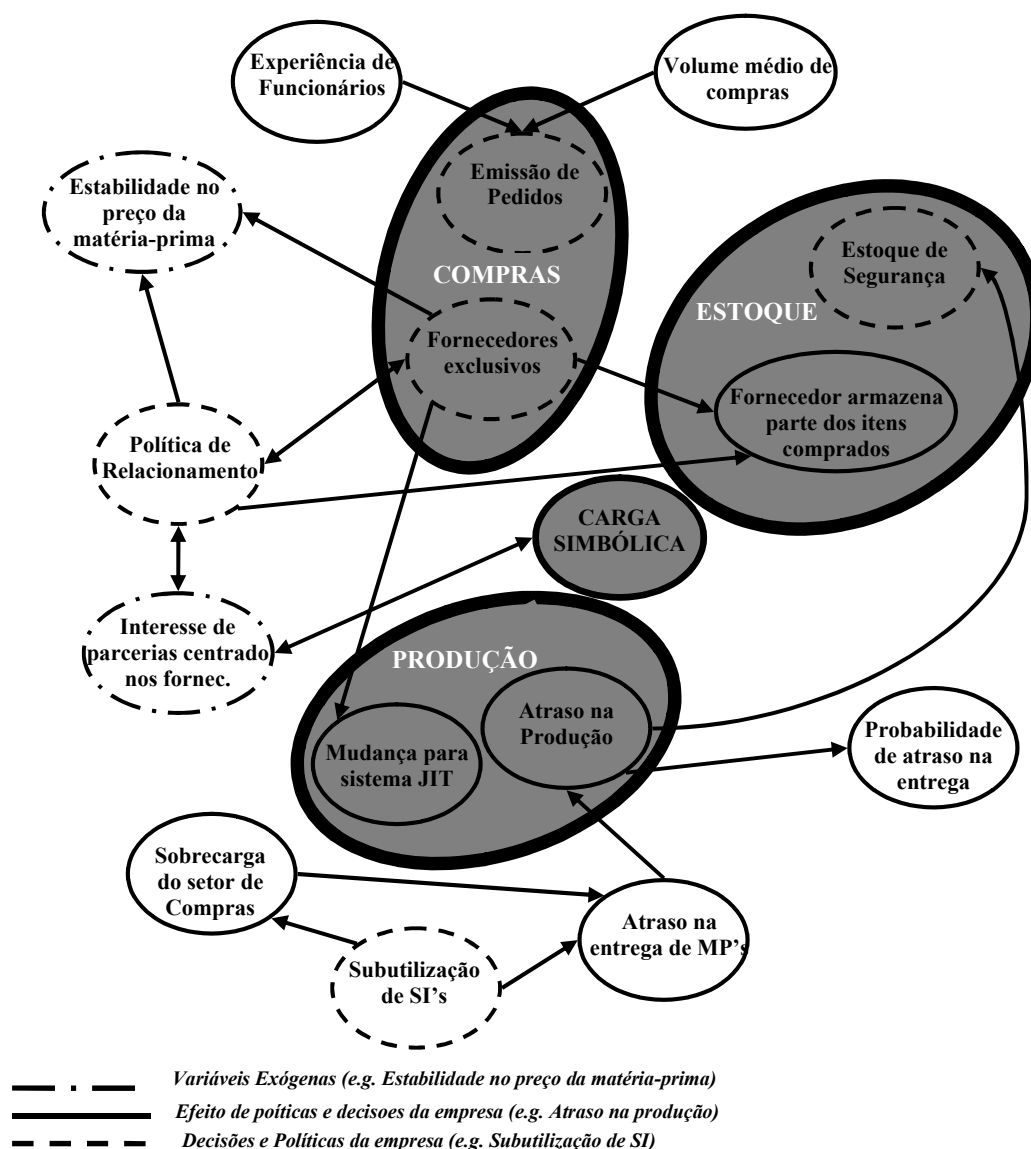 Experiência de
Funcionários
Volume médio de
compras
Emissão de
Pedidos
Estabilidade no
preço da
matéria-prima
Estoque de
Segurança
COMPRAS
ESTOQUE
Fornecedores
exclusivos
Fornecedor armazena
parte dos itens
comprados
Política de
Relacionamento
CARGA
SIMBÓLICA
Interesse de
parcerias centrado
nos fornec.
PRODUÇÃO
Atraso na
Produção
Probabilidade
de atraso na
entrega
Mudança para
sistema JIT
Sobrecarga
do setor de
Compras
Atraso na
entrega de MP's
Subutilização
de SI's
Variáveis Exógenas (e.g. Estabilidade no preço da matéria-prima)
Efeito de poíticas e decisoes da empresa (e.g. Atraso na produção)
Decisões e Políticas da empresa (e.g. Subutilização de SI)